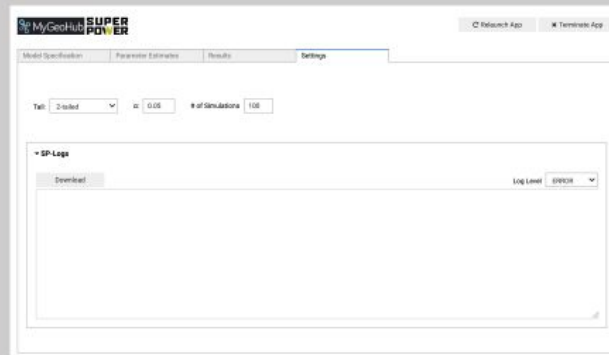 MyGeoHub SUPER POWER
Relaunch App
Terminate App
Model Specification
Parameter Estimates
Results
Settings
Tail: 2-tailed
α: 0.05
# of Simulations 100
SP-Logs
Download
Log Level ERROR